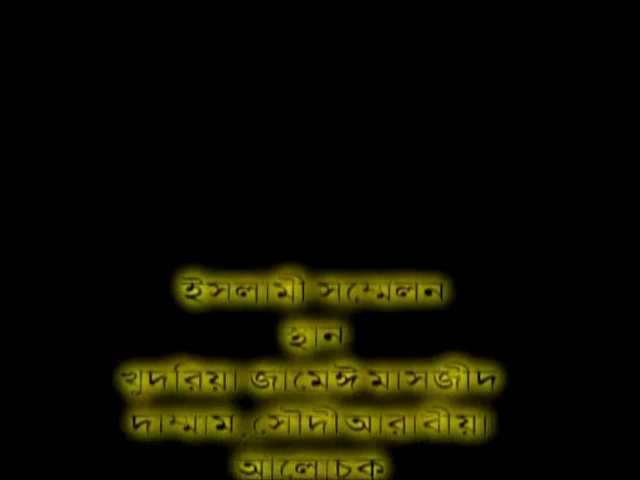 ইসলামী সম্মেলন
স্থান
খুদরিয়া জামেঈ মাসজীদ
দাম্মাম ,সৌদীআরাবীয়া
আলোচক